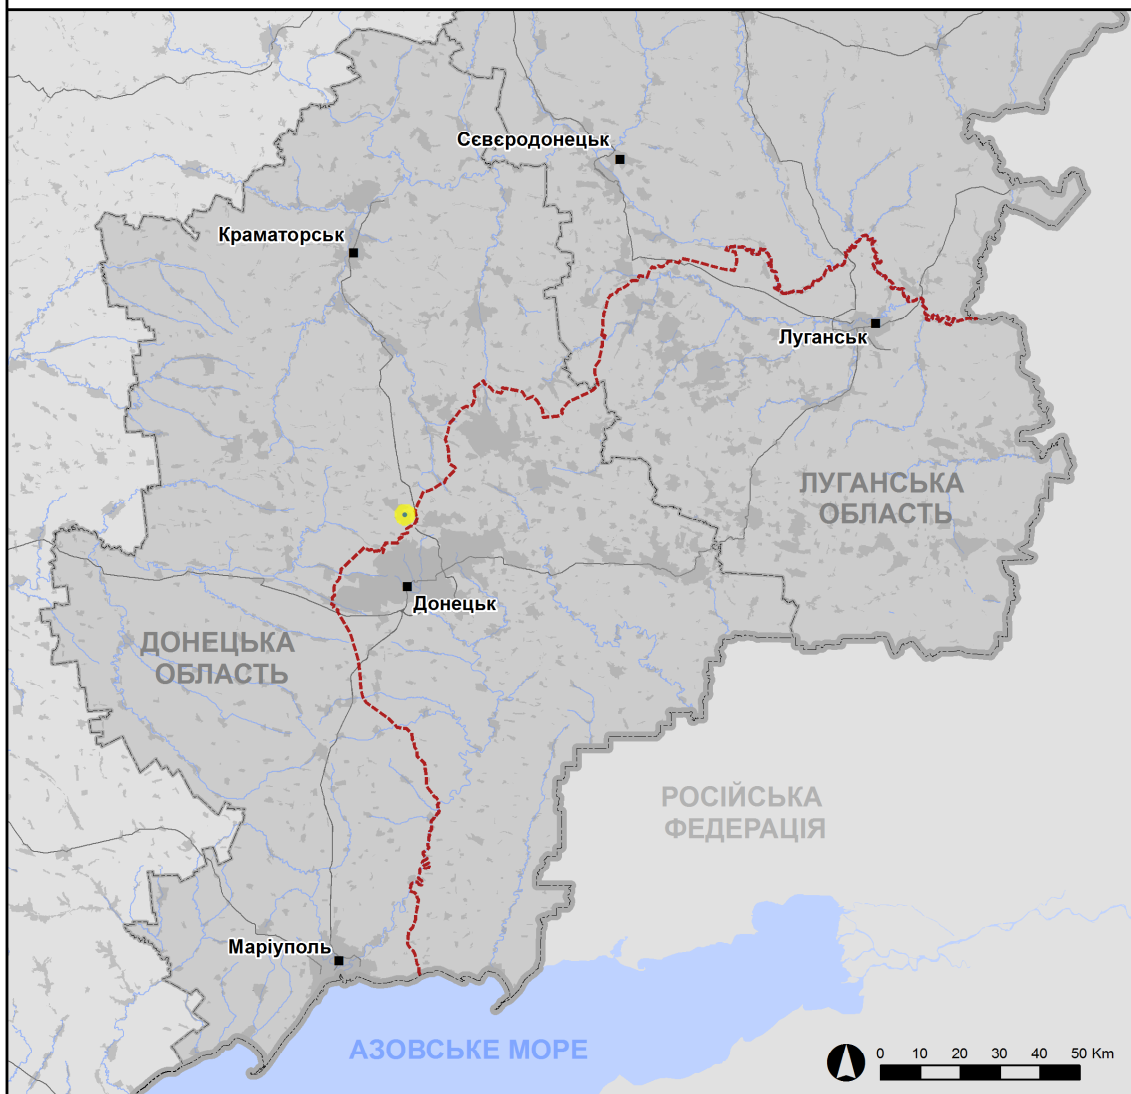 Сєвєродонецьк
Краматорськ
Луганськ
ЛУГАНСЬКА
ОБЛАСТЬ
Донецьк
ДОНЕЦЬКА
ОБЛАСТЬ
РОСІЙСЬКА
ФЕДЕРАЦІЯ
Маріуполь
АЗОВСЬКЕ МОРЕ
0 10 20 30 40 50 Km